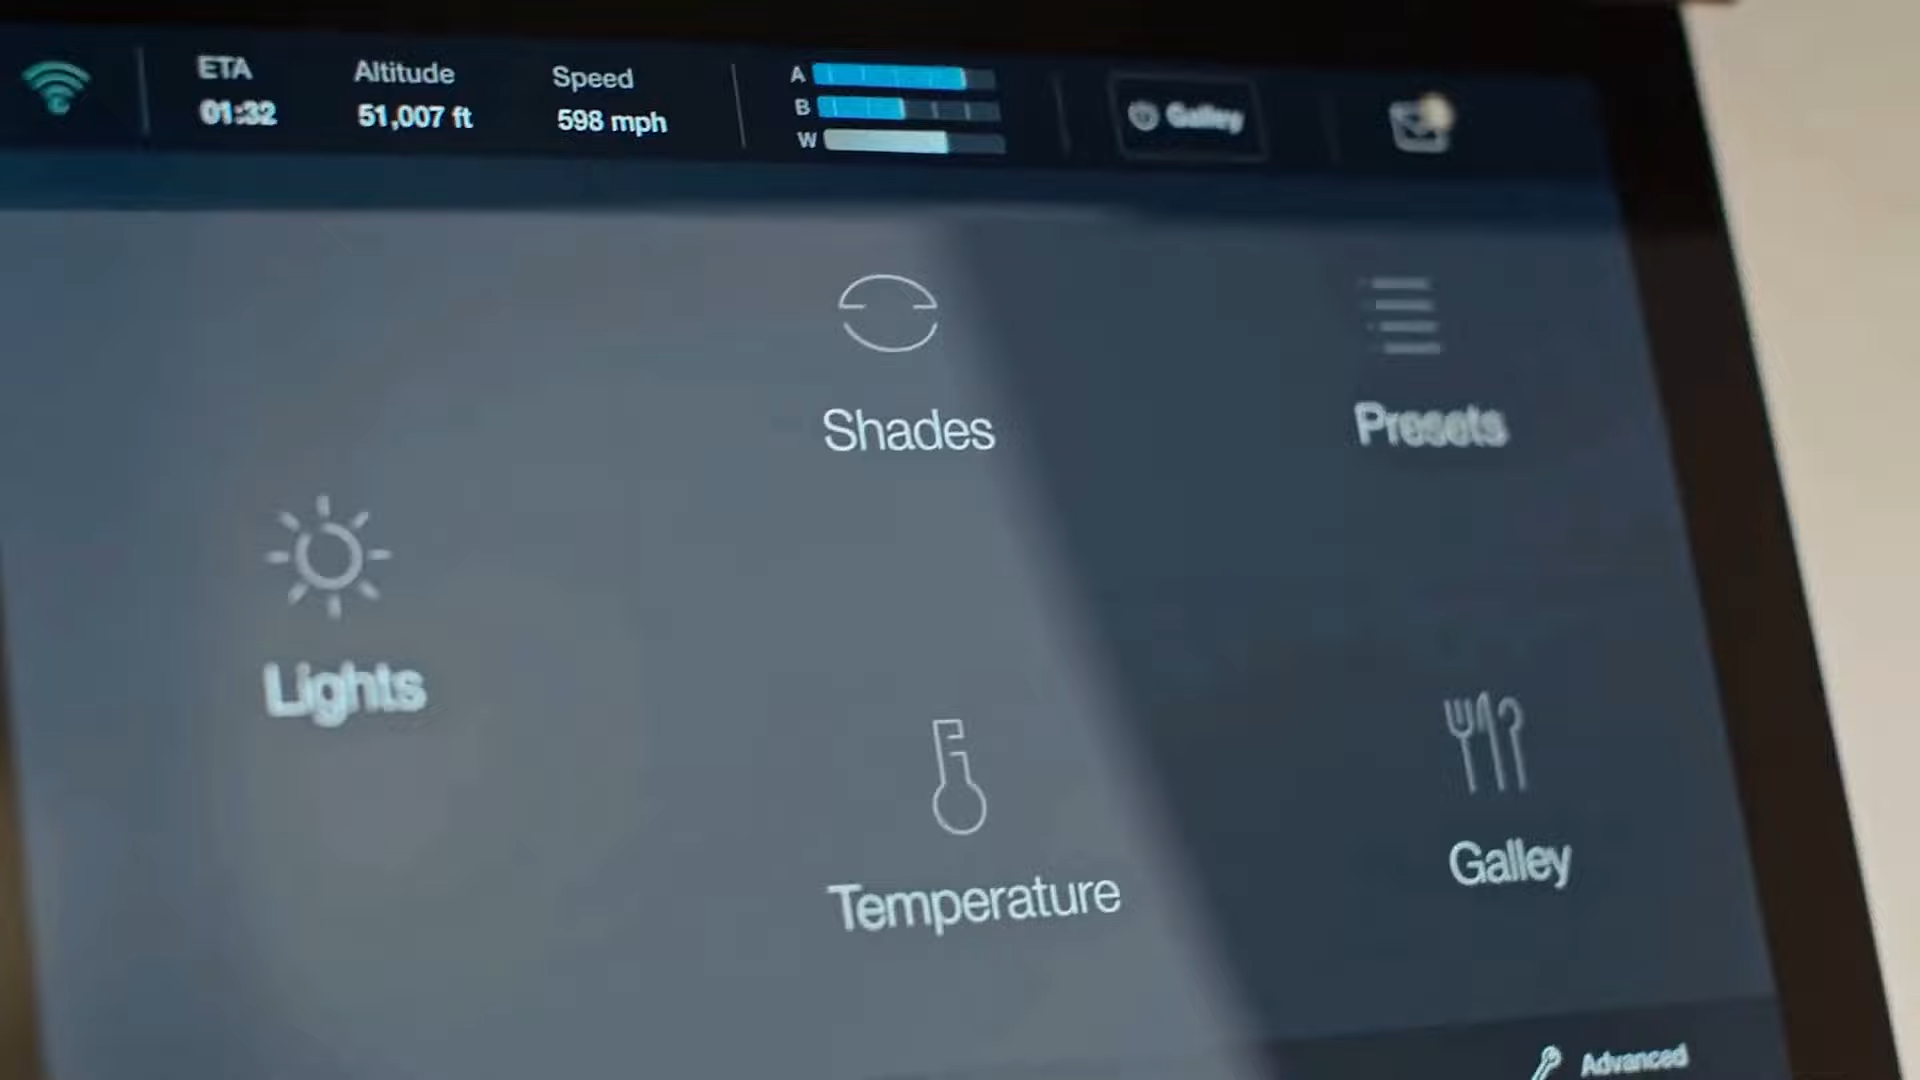 ETA
01:32
Altitude
51,007 ft
Speed
598 mph
A
B
W
Galley
Shades
Presets
Lights
Temperature
Galley
Advanced